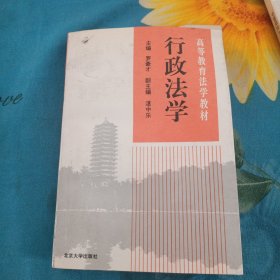 高等教育法学教材
行政法学
主编 罗豪才 副主编 湛中乐
北京大学出版社